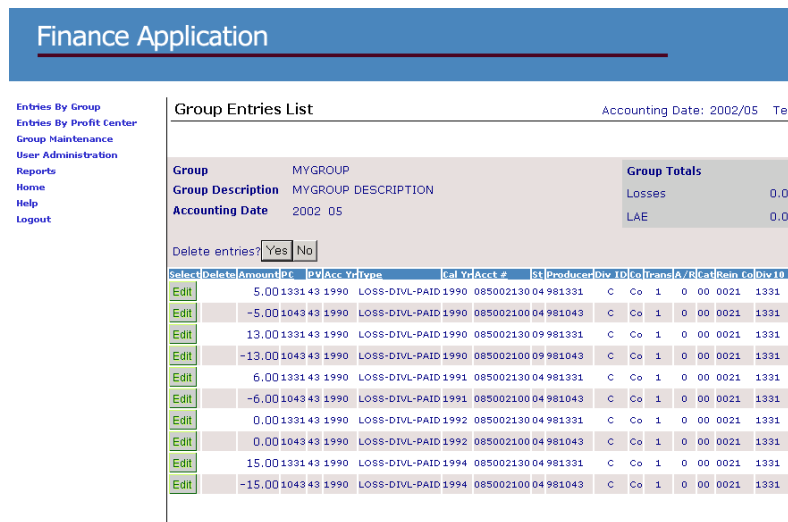 Finance Application
Entries By Group
Entries By Profit Center
Group Maintenance
User Administration
Reports
Home
Help
Logout
Group Entries List Accounting Date: 2002/05 Te
Group MYGROUP
Group Description MYGROUP DESCRIPTION
Accounting Date 2002 05
Group Totals
Losses 0.0
LAE 0.0
Delete entries? Yes No
Select Delete Amount PC PV Acc Yr Type Cal Yr Acct # St Producer Div ID Co Trans A/R Cat Rein Co Div10
Edit 5.00 1331 43 1990 LOSS-DIVL-PAID 1990 085002130 04 981331 C Co 1 0 00 0021 1331
Edit -5.00 1043 43 1990 LOSS-DIVL-PAID 1990 085002100 04 981043 C Co 1 0 00 0021 1331
Edit 13.00 1331 43 1990 LOSS-DIVL-PAID 1990 085002130 09 981331 C Co 1 0 00 0021 1331
Edit -13.00 1043 43 1990 LOSS-DIVL-PAID 1990 085002100 09 981043 C Co 1 0 00 0021 1331
Edit 6.00 1331 43 1990 LOSS-DIVL-PAID 1991 085002130 04 981331 C Co 1 0 00 0021 1331
Edit -6.00 1043 43 1990 LOSS-DIVL-PAID 1991 085002100 04 981043 C Co 1 0 00 0021 1331
Edit 0.00 1331 43 1990 LOSS-DIVL-PAID 1992 085002130 04 981331 C Co 1 0 00 0021 1331
Edit 0.00 1043 43 1990 LOSS-DIVL-PAID 1992 085002100 04 981043 C Co 1 0 00 0021 1331
Edit 15.00 1331 43 1990 LOSS-DIVL-PAID 1994 085002130 04 981331 C Co 1 0 00 0021 1331
Edit -15.00 1043 43 1990 LOSS-DIVL-PAID 1994 085002100 04 981043 C Co 1 0 00 0021 1331